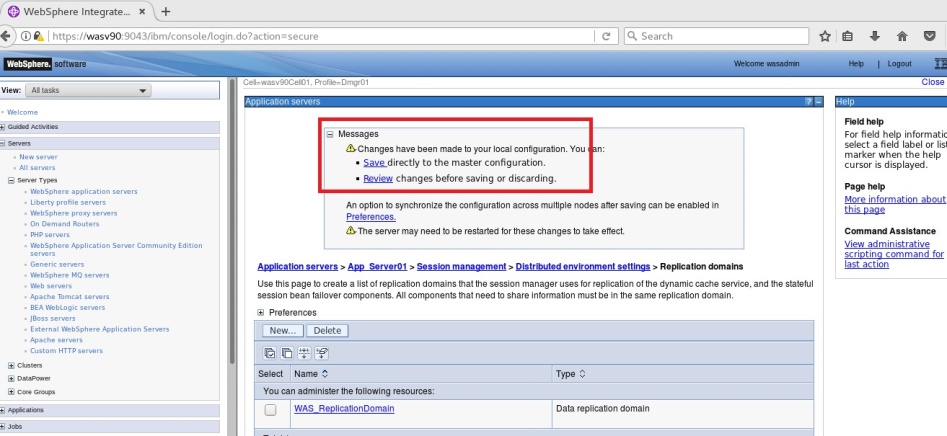 WebSphere Integrate...
https://wasv90:9043/ibm/console/login.do?action=secure
Search
WebSphere. software
Welcome wasadmin
Help | Logout
View: All tasks
Welcome
Guided Activities
Servers
New server
All servers
Server Types
WebSphere application servers
Liberty profile servers
WebSphere proxy servers
On Demand Routers
PHP servers
WebSphere Application Server Community Edition
servers
Generic servers
WebSphere MQ servers
Web servers
Apache Tomcat servers
BEA WebLogic servers
JBoss servers
External WebSphere Application Servers
Apache servers
Custom HTTP servers
Clusters
DataPower
Core Groups
Applications
Jobs
Cell=wasv90Cell01, Profile=Dmgr01
Close
Application servers
Messages
Changes have been made to your local configuration. You can:
Save directly to the master configuration.
Review changes before saving or discarding.
An option to synchronize the configuration across multiple nodes after saving can be enabled in
Preferences.
The server may need to be restarted for these changes to take effect.
Application servers > App_Server01 > Session management > Distributed environment settings > Replication domains
Use this page to create a list of replication domains that the session manager uses for replication of the dynamic cache service, and the stateful
session bean failover components. All components that need to share information must be in the same replication domain.
Preferences
New... Delete
Select Name Type
You can administer the following resources:
WAS_ReplicationDomain Data replication domain
Help
Field help
For field help informatio
select a field label or list
marker when the help
cursor is displayed.
Page help
More information about
this page
Command Assistance
View administrative
scripting command for
last action